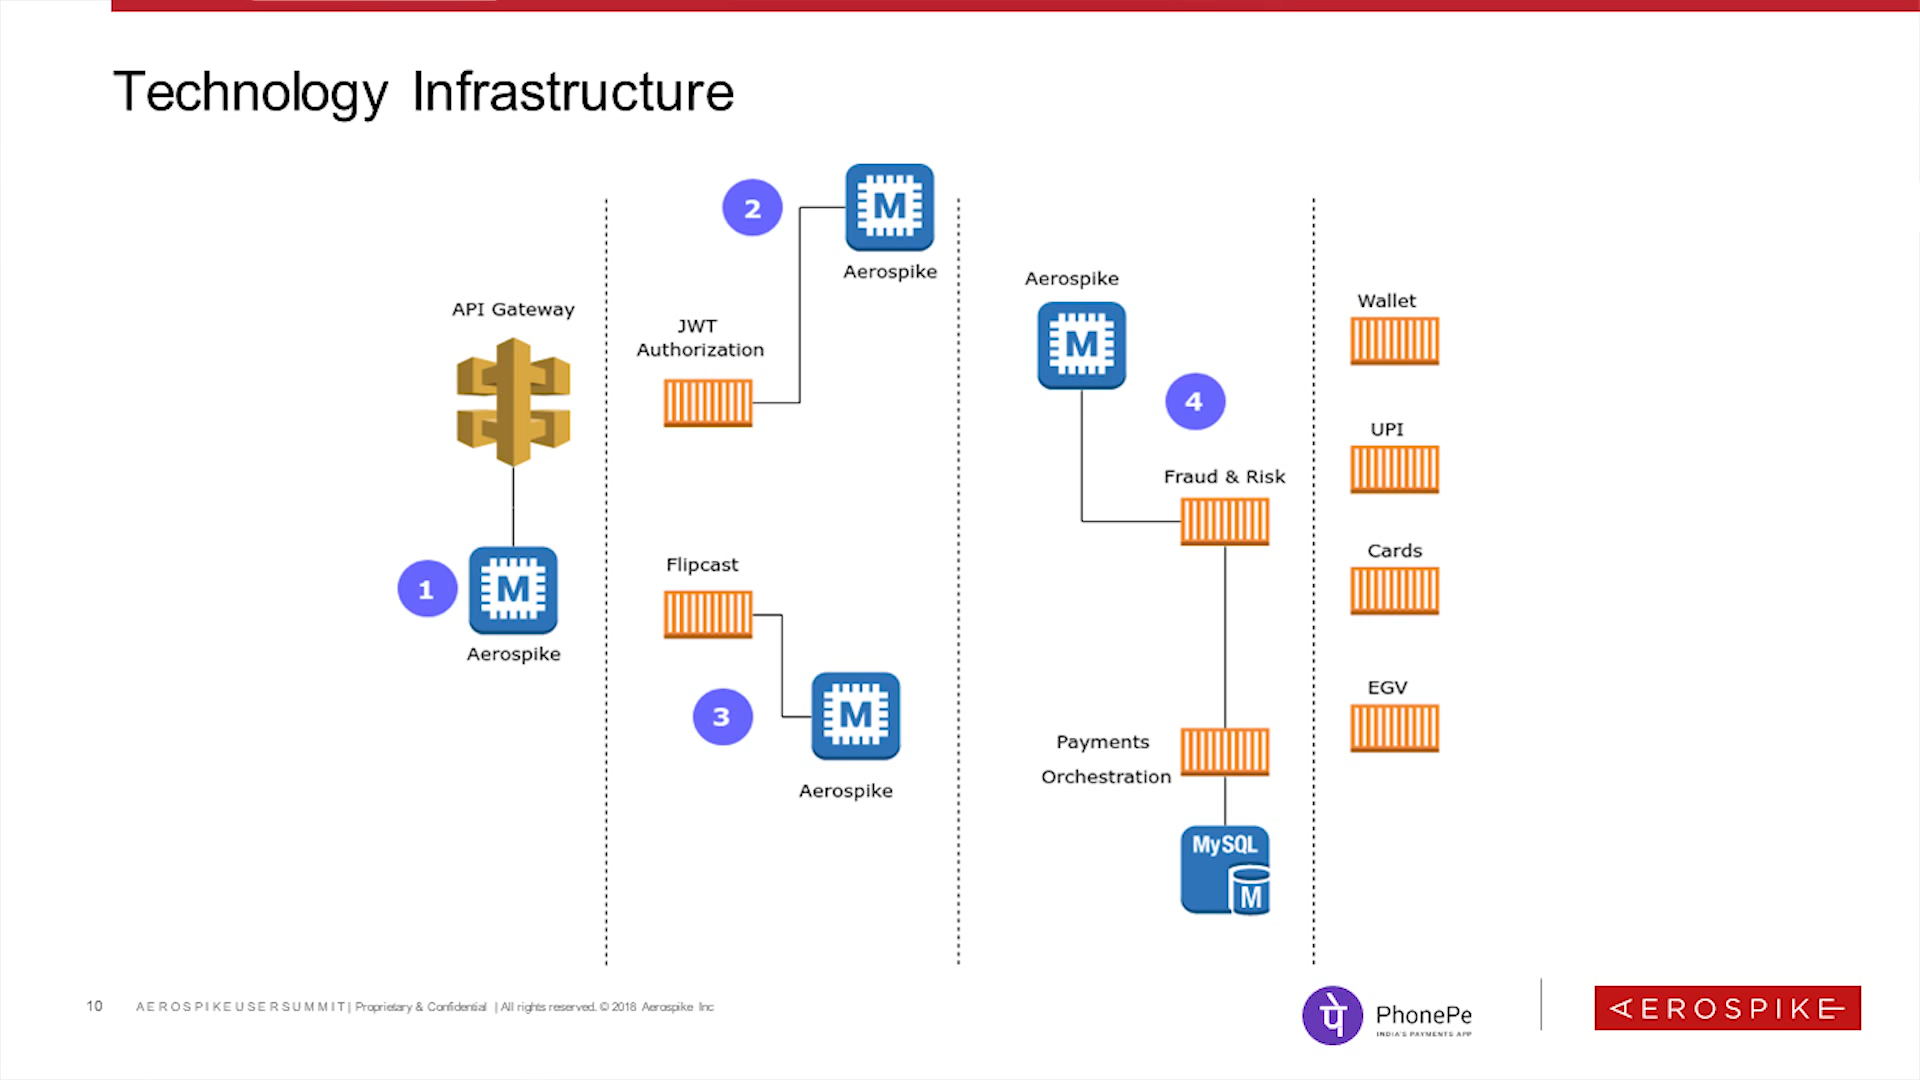 Technology Infrastructure
API Gateway
1
M
Aerospike
2
M
Aerospike
JWT
Authorization
Flipcast
3
M
Aerospike
Aerospike
M
4
Fraud & Risk
Payments
Orchestration
MySQL
M
Wallet
UPI
Cards
EGV
10
AEROSPIKE USER SUMMIT | Proprietary & Confidential | All rights reserved. © 2018 Aerospike Inc
पे
PhonePe
INDIA'S PAYMENTS APP
AEROSPIKE